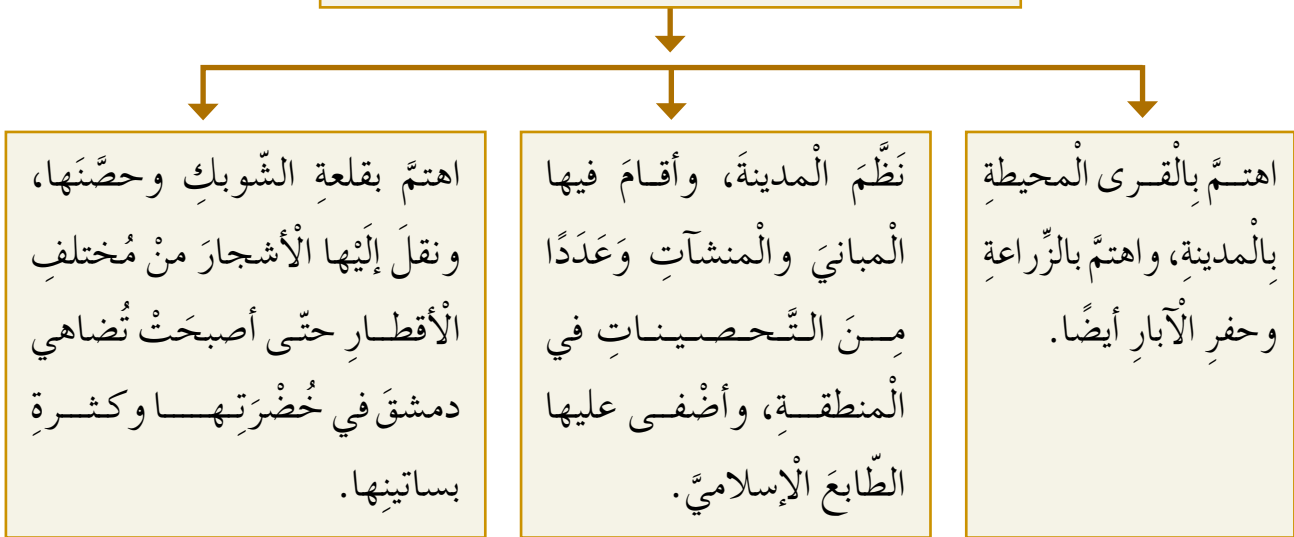 اهتمَّ بِالْقرى الْمحيطةِ
بِالْمدينةِ، واهتمَّ بالزِّراعةِ
وحفرِ الْآبارِ أيضًا.
نَظَّمَ الْمدينةَ، وأقامَ فيها
الْمبانيَ والْمنشآتِ وَعَدَدًا
مِنَ التَّحصيناتِ في
الْمنطقةِ، وأضْفى عليها
الطّابعَ الْإسلاميَّ.
اهتمَّ بقلعةِ الشّوبكِ وحصَّنَها،
ونقلَ إلَيْها الْأشجارَ منْ مُختلفِ
الْأقطارِ حتّى أصبحَتْ تُضاهي
دمشقَ في خُضْرَتِها وكثرةِ
بساتينِها.